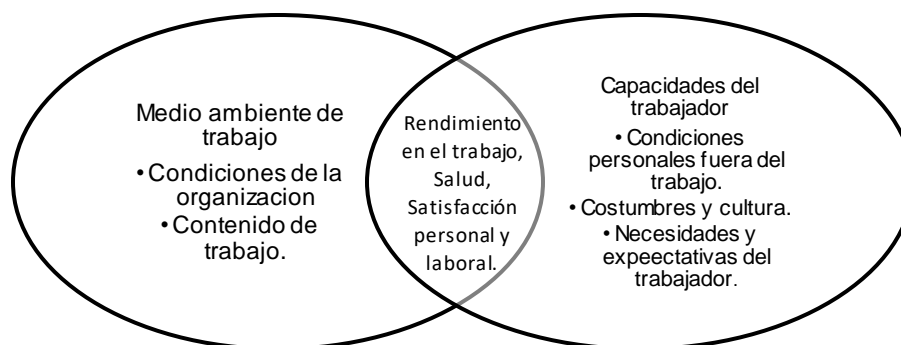 Medio ambiente de
trabajo
• Condiciones de la
organizacion
• Contenido de
trabajo.
Rendimiento
en el trabajo,
Salud,
Satisfacción
personal y
laboral.
Capacidades del
trabajador
• Condiciones
personales fuera del
trabajo.
• Costumbres y cultura.
• Necesidades y
expeectativas del
trabajador.